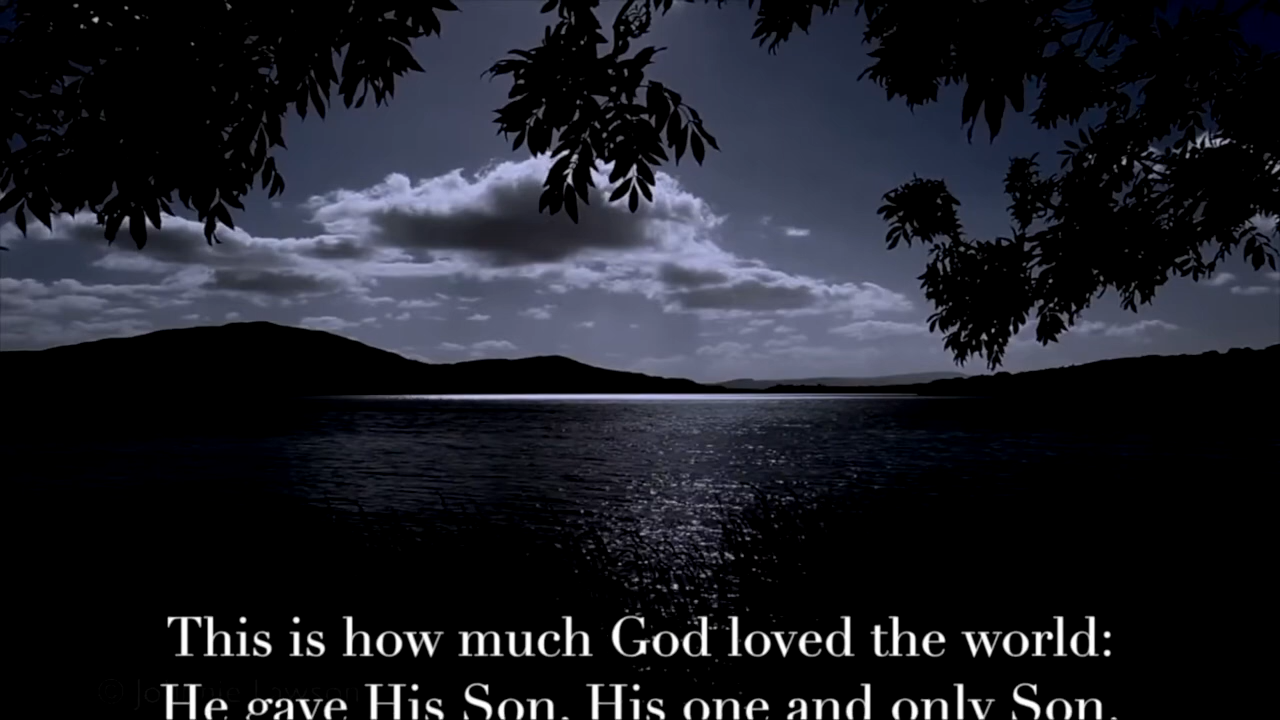 This is how much God loved the world:
He gave His Son, His one and only Son.